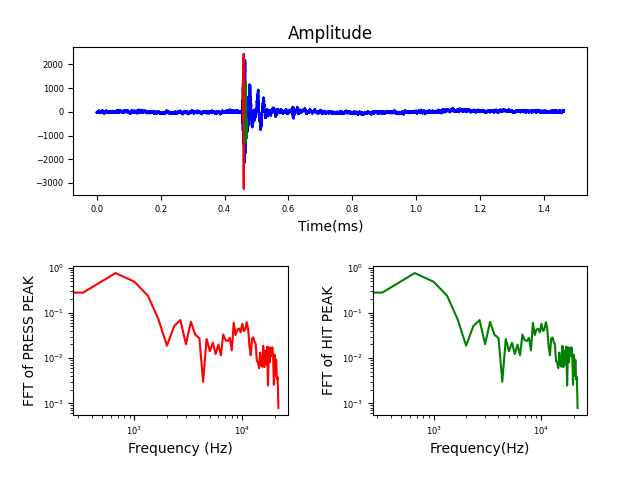 Amplitude
2000
1000
0
−1000
−2000
−3000
0.0 0.2 0.4 0.6 0.8 1.0 1.2 1.4
Time(ms)
FFT of PRESS PEAK
10⁰
10⁻¹
10⁻²
10⁻³
10³ 10⁴
Frequency (Hz)
FFT of HIT PEAK
10⁰
10⁻¹
10⁻²
10⁻³
10³ 10⁴
Frequency(Hz)